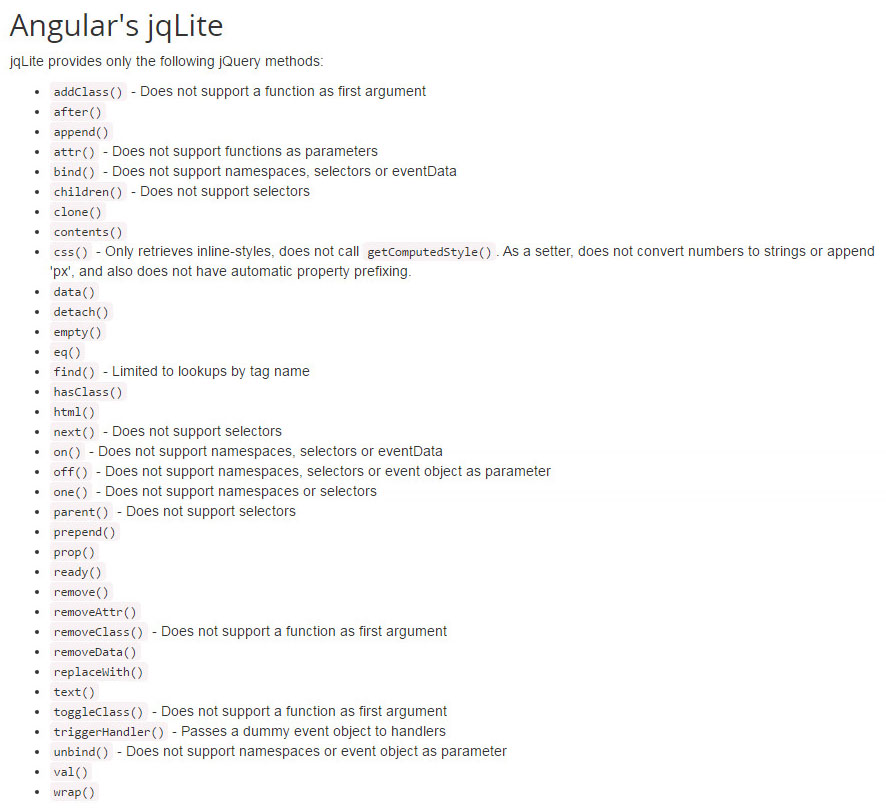 Angular's jqLite
jqLite provides only the following jQuery methods:
addClass() - Does not support a function as first argument
after()
append()
attr() - Does not support functions as parameters
bind() - Does not support namespaces, selectors or eventData
children() - Does not support selectors
clone()
contents()
css() - Only retrieves inline-styles, does not call getComputedStyle(). As a setter, does not convert numbers to strings or append
'px', and also does not have automatic property prefixing.
data()
detach()
empty()
eq()
find() - Limited to lookups by tag name
hasClass()
html()
next() - Does not support selectors
on() - Does not support namespaces, selectors or eventData
off() - Does not support namespaces, selectors or event object as parameter
one() - Does not support namespaces or selectors
parent() - Does not support selectors
prepend()
prop()
ready()
remove()
removeAttr()
removeClass() - Does not support a function as first argument
removeData()
replaceWith()
text()
toggleClass() - Does not support a function as first argument
triggerHandler() - Passes a dummy event object to handlers
unbind() - Does not support namespaces or event object as parameter
val()
wrap()